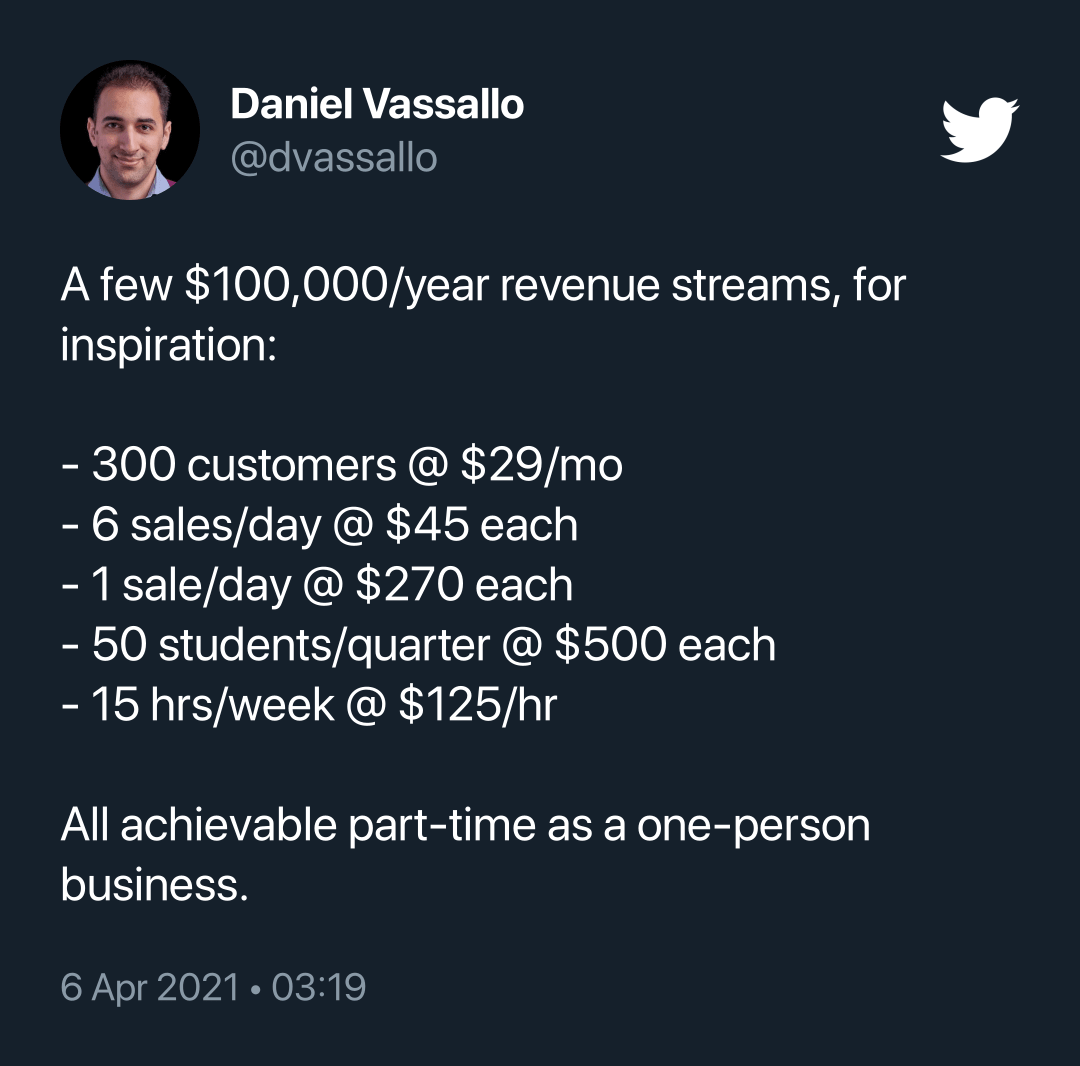 Daniel Vassallo
@dvassallo
A few $100,000/year revenue streams, for
inspiration:
- 300 customers @ $29/mo
- 6 sales/day @ $45 each
- 1 sale/day @ $270 each
- 50 students/quarter @ $500 each
- 15 hrs/week @ $125/hr
All achievable part-time as a one-person
business.
6 Apr 2021 • 03:19